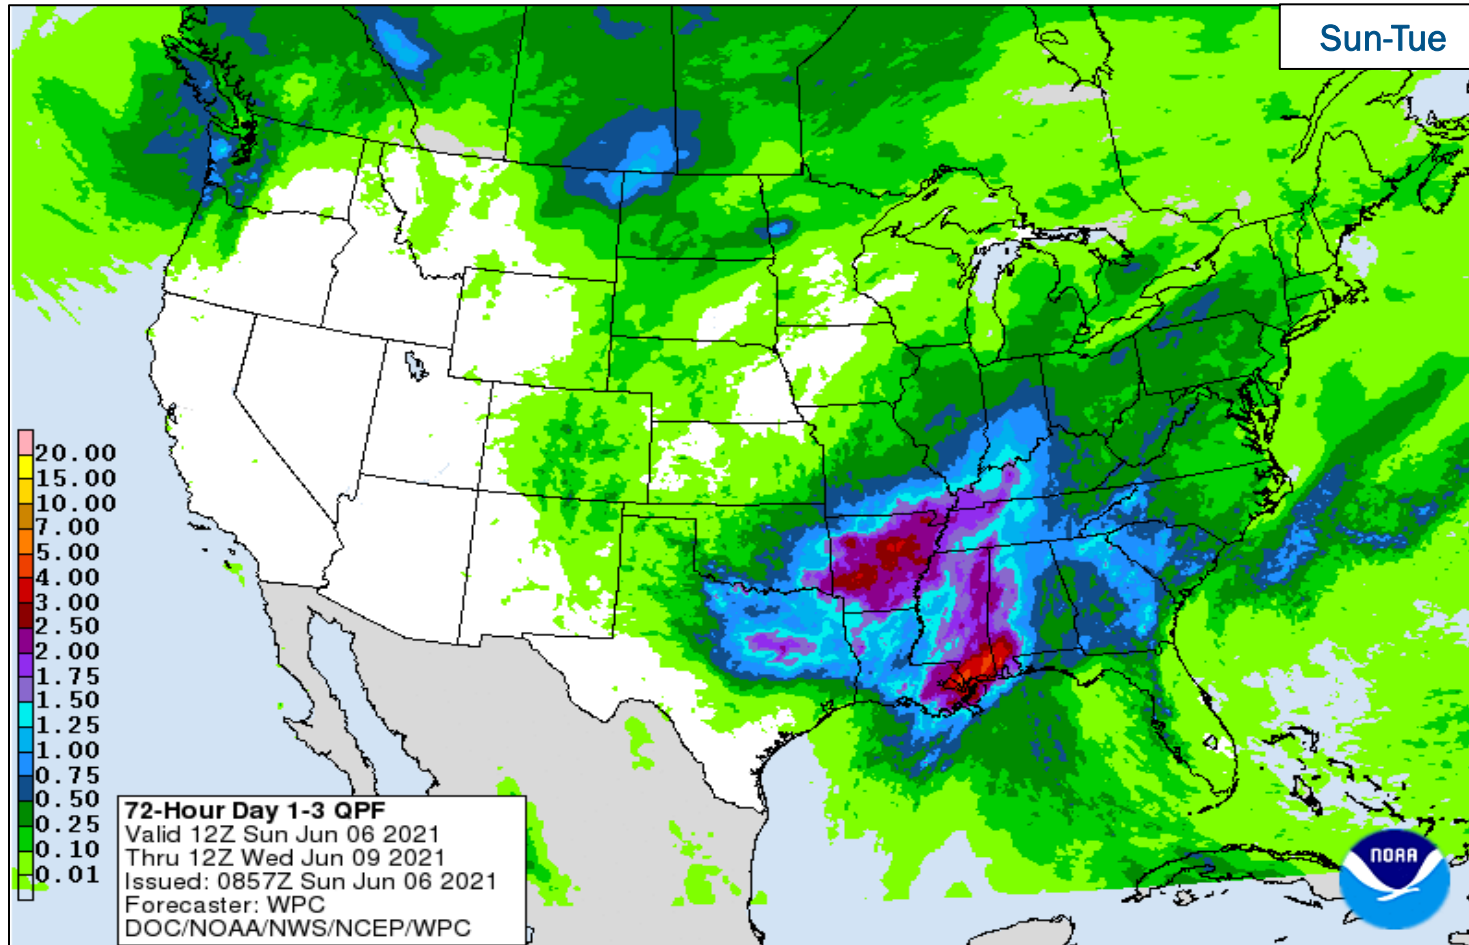 Sun-Tue
20.00
15.00
10.00
7.00
5.00
4.00
3.00
2.50
2.00
1.75
1.50
1.25
1.00
0.75
0.50
0.25
0.10
0.01
72-Hour Day 1-3 QPF
Valid 12Z Sun Jun 06 2021
Thru 12Z Wed Jun 09 2021
Issued: 0857Z Sun Jun 06 2021
Forecaster: WPC
DOC/NOAA/NWS/NCEP/WPC
NOAA